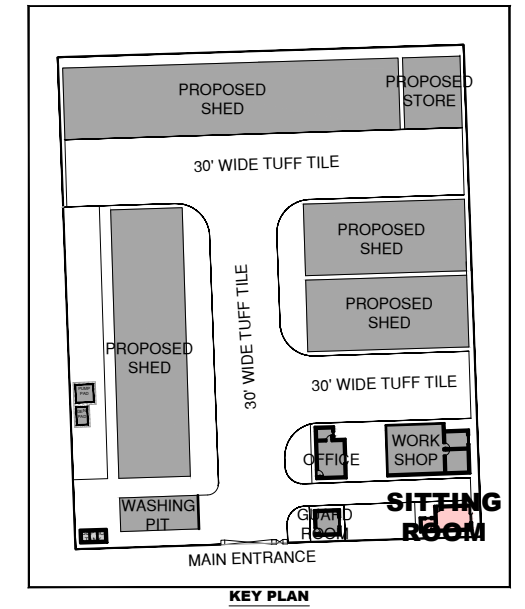 PROPOSED
SHED
PROPOSED
STORE
30' WIDE TUFF TILE
PROPOSED
SHED
30' WIDE TUFF TILE
PROPOSED
SHED
PROPOSED
SHED
30' WIDE TUFF TILE
OFFICE
WORK
SHOP
WASHING
PIT
GUARD
ROOM
SITTING
ROOM
MAIN ENTRANCE
KEY PLAN